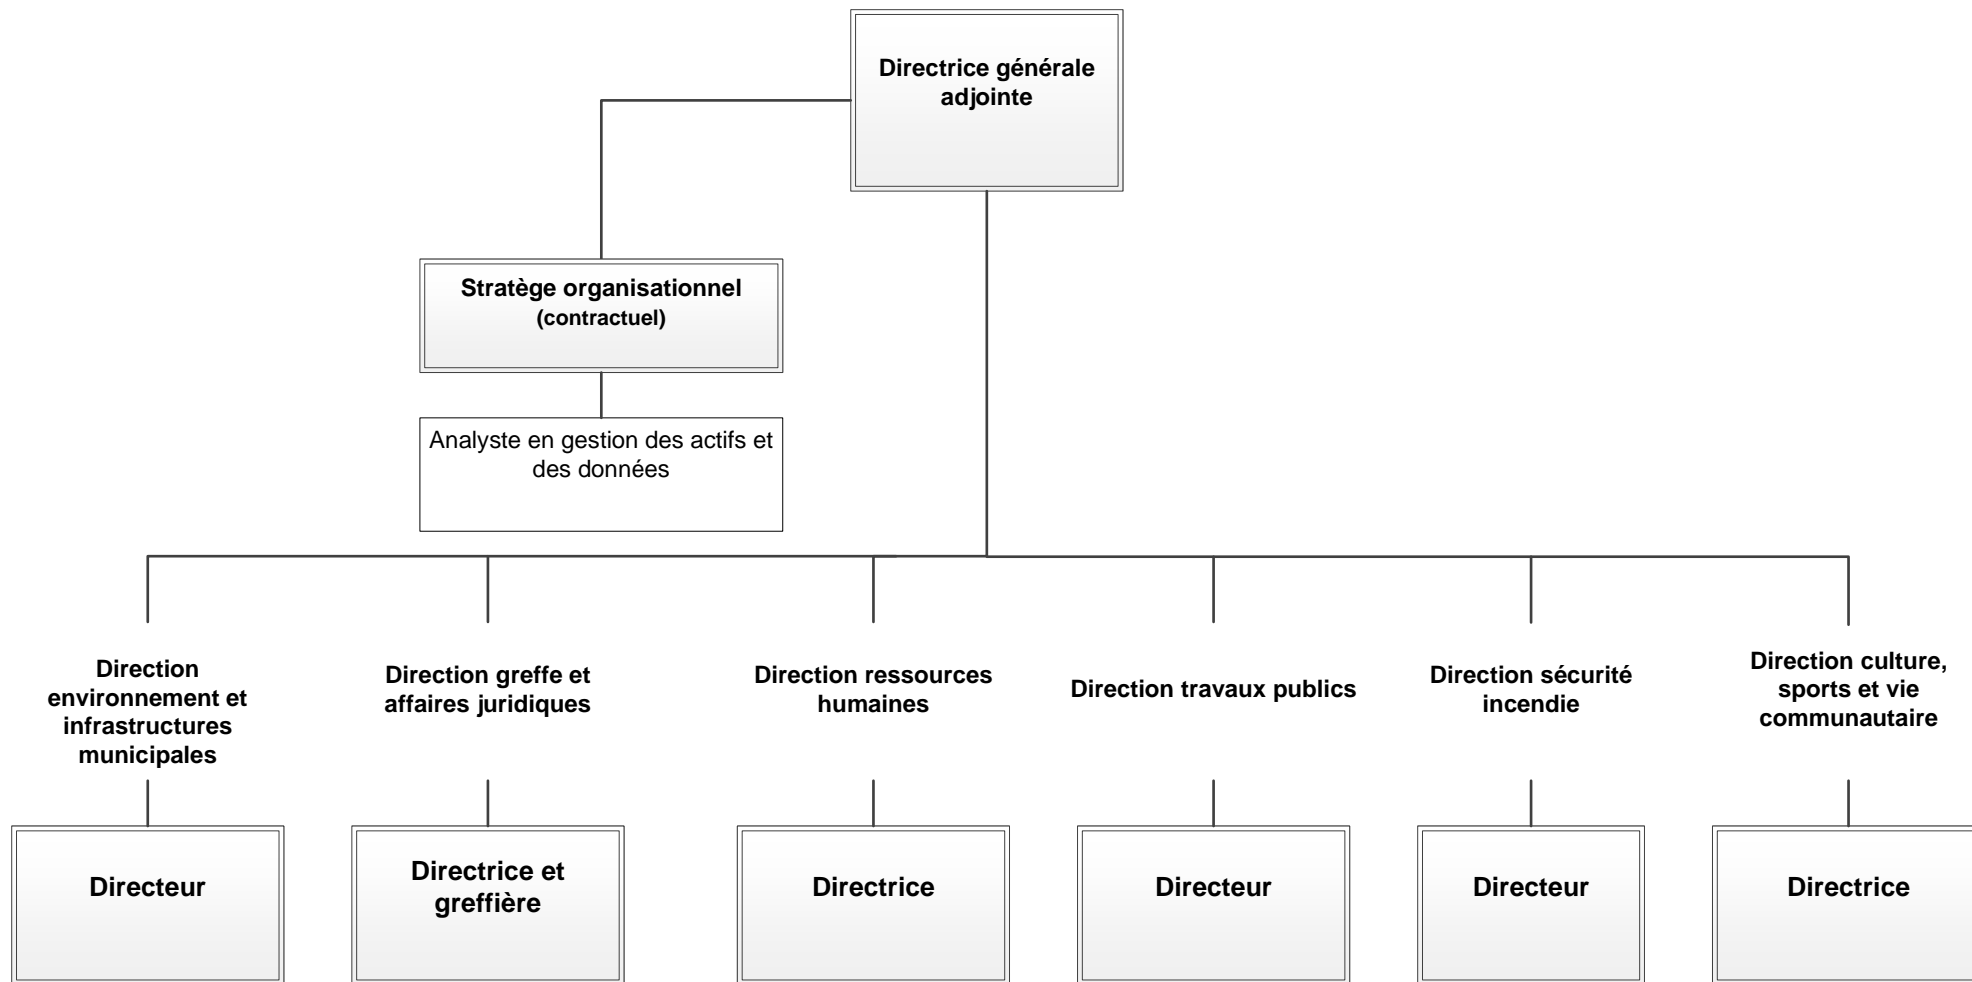 Directrice générale
adjointe
Stratège organisationnel
(contractuel)
Analyste en gestion des actifs et
des données
Direction
environnement et
infrastructures
municipales
Direction greffe et
affaires juridiques
Direction ressources
humaines
Direction travaux publics
Direction sécurité
incendie
Direction culture,
sports et vie
communautaire
Directeur
Directrice et
greffière
Directrice
Directeur
Directeur
Directrice